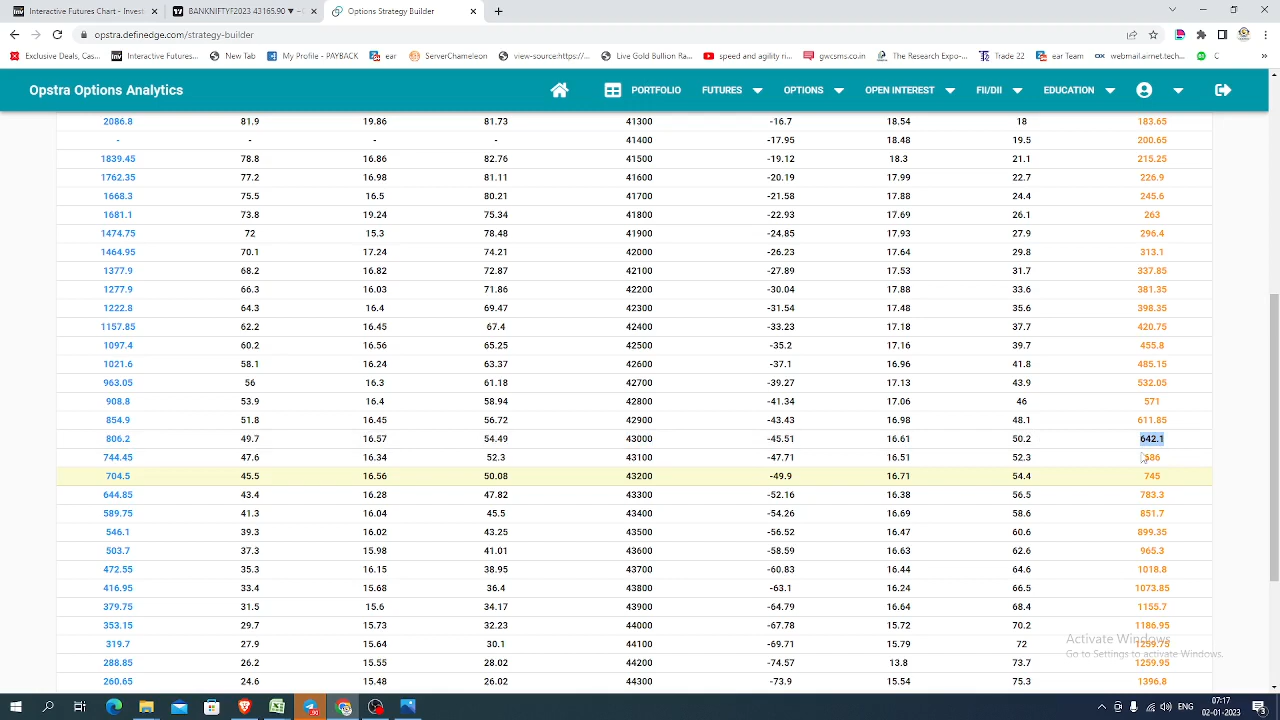 Interactive Futures Chart - Invest
BANKNIFTY2023 43165.90 ▼ -
Options Strategy Builder
opstra.definedge.com/strategy-builder
Exclusive Deals, Cas...
Interactive Futures...
New Tab
My Profile - PAYBACK
ear
ServerChameleon
view-source:https://...
Live Gold Bullion Ra...
speed and agility ri...
gwcsms.co.in
The Research Expo-...
Trade 22
ear Team
webmail.airnet.tech...
C
»
Opstra Options Analytics
PORTFOLIO
FUTURES
OPTIONS
OPEN INTEREST
FII/DII
EDUCATION
2086.8 81.9 19.86 81.73 41300 -16.7 18.54 18 183.65
- - - - 41400 -17.95 18.48 19.5 200.65
1839.45 78.8 16.86 82.76 41500 -19.12 18.3 21.1 215.25
1762.35 77.2 16.98 81.11 41600 -20.19 17.99 22.7 226.9
1668.3 75.5 16.5 80.21 41700 -21.58 17.88 24.4 245.6
1681.1 73.8 19.24 75.34 41800 -22.93 17.69 26.1 263
1474.75 72 15.3 78.48 41900 -24.85 17.93 27.9 296.4
1464.95 70.1 17.24 74.21 42000 -26.23 17.64 29.8 313.1
1377.9 68.2 16.82 72.87 42100 -27.89 17.53 31.7 337.85
1277.9 66.3 16.03 71.86 42200 -30.04 17.88 33.6 381.35
1222.8 64.3 16.4 69.47 42300 -31.54 17.48 35.6 398.35
1157.85 62.2 16.45 67.4 42400 -33.23 17.18 37.7 420.75
1097.4 60.2 16.56 65.25 42500 -35.2 17.16 39.7 455.8
1021.6 58.1 16.24 63.37 42600 -37.1 16.96 41.8 485.15
963.05 56 16.3 61.18 42700 -39.27 17.13 43.9 532.05
908.8 53.9 16.4 58.94 42800 -41.34 17.06 46 571
854.9 51.8 16.45 56.72 42900 -43.43 16.98 48.1 611.85
806.2 49.7 16.57 54.49 43000 -45.51 16.61 50.2 642.1
744.45 47.6 16.34 52.3 43100 -47.71 16.51 52.3 686
704.5 45.5 16.56 50.08 43200 -49.9 16.71 54.4 745
644.85 43.4 16.28 47.82 43300 -52.16 16.38 56.5 783.3
589.75 41.3 16.04 45.5 43400 -54.26 16.69 58.6 851.7
546.1 39.3 16.02 43.25 43500 -56.52 16.47 60.6 899.35
503.7 37.3 15.98 41.01 43600 -58.59 16.63 62.6 965.3
472.55 35.3 16.15 38.95 43700 -60.83 16.44 64.6 1018.8
416.95 33.4 15.68 36.4 43800 -63.1 16.24 66.5 1073.85
379.75 31.5 15.6 34.17 43900 -64.79 16.64 68.4 1155.7
353.15 29.7 15.73 32.23 44000 -67.78 15.72 70.2 1186.95
319.7 27.9 15.64 30.1 44100 -69.71 15.79 72 1259.75
288.85 26.2 15.55 28.02 44200 -74.57 13.8 73.7 1259.95
260.65 24.6 15.48 26.02 44300 -73.9 15.54 75.3 1396.8
Activate Windows
Go to Settings to activate Windows.
07:17
02-01-2023